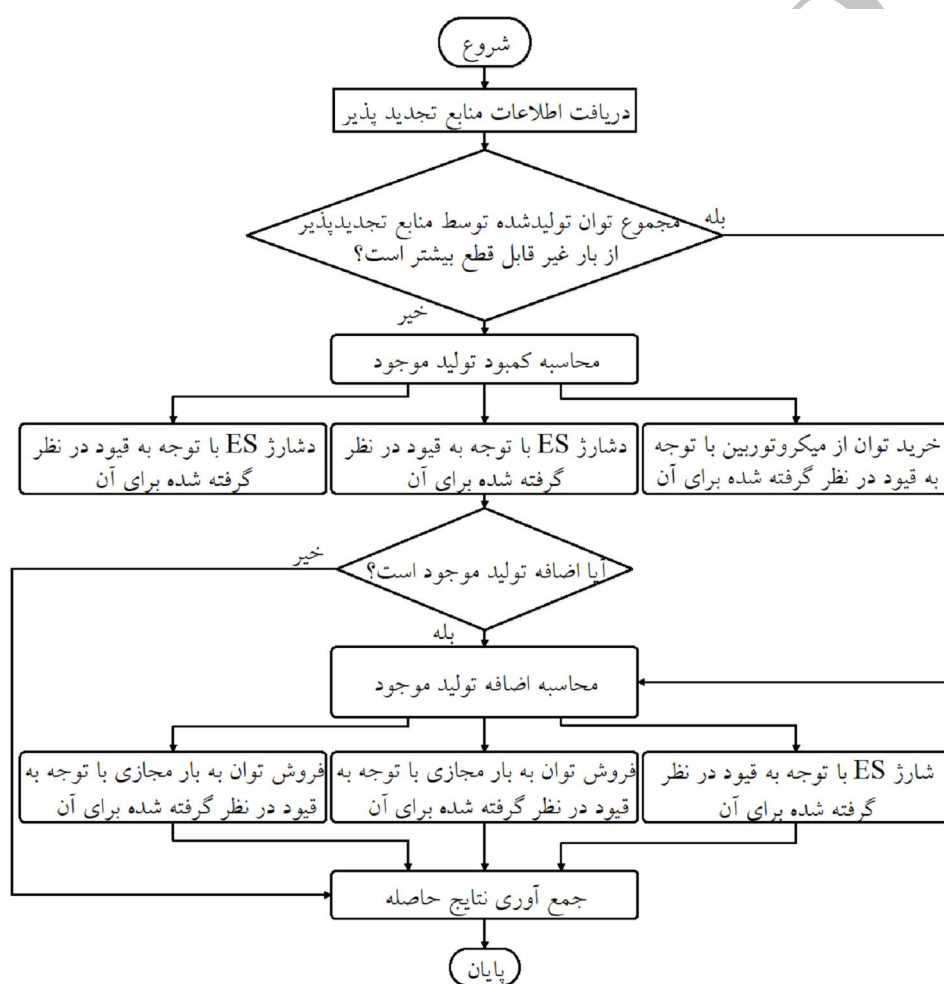 شروع
دریافت اطلاعات منابع تجدید پذیر
مجموع توان تولیدشده توسط منابع تجدیدپذیر
از بار غیر قابل قطع بیشتر است؟
بله
خیر
محاسبه کمبود تولید موجود
خرید توان از میکروتوربین با توجه
به قیود در نظر گرفته شده برای آن
دشارژ ES با توجه به قیود در نظر
گرفته شده برای آن
دشارژ ES با توجه به قیود در نظر
گرفته شده برای آن
آیا اضافه تولید موجود است؟
خیر
بله
محاسبه اضافه تولید موجود
شارژ ES با توجه به قیود در نظر
گرفته شده برای آن
فروش توان به بار مجازی با توجه به
قیود در نظر گرفته شده برای آن
فروش توان به بار مجازی با توجه به
قیود در نظر گرفته شده برای آن
جمع آوری نتایج حاصله
پایان